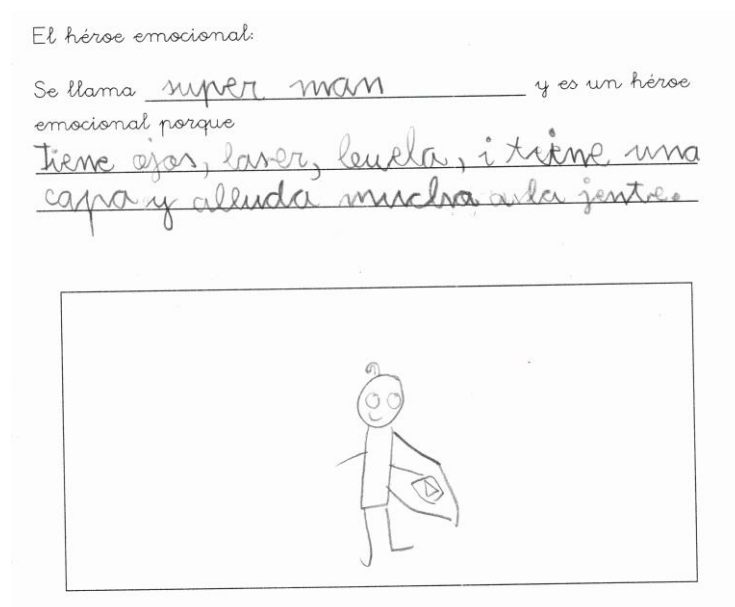 El héroe emocional:
Se llama super man y es un héroe
emocional porque
Tiene ojos, laser, leuela, i tiene una
capa y alluda mucha a la jente.